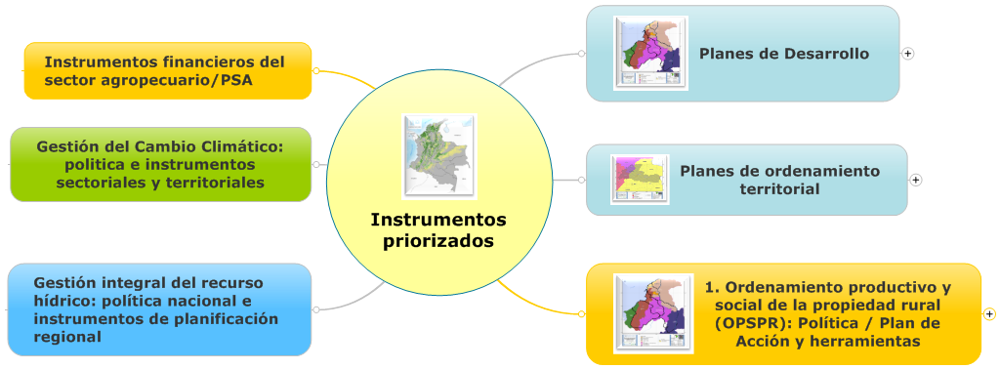 Instrumentos financieros del
sector agropecuario/PSA
Gestión del Cambio Climático:
politica e instrumentos
sectoriales y territoriales
Gestión integral del recurso
hídrico: política nacional e
instrumentos de planificación
regional
Instrumentos
priorizados
Planes de Desarrollo
Planes de ordenamiento
territorial
1. Ordenamiento productivo y
social de la propiedad rural
(OPSPR): Política / Plan de
Acción y herramientas